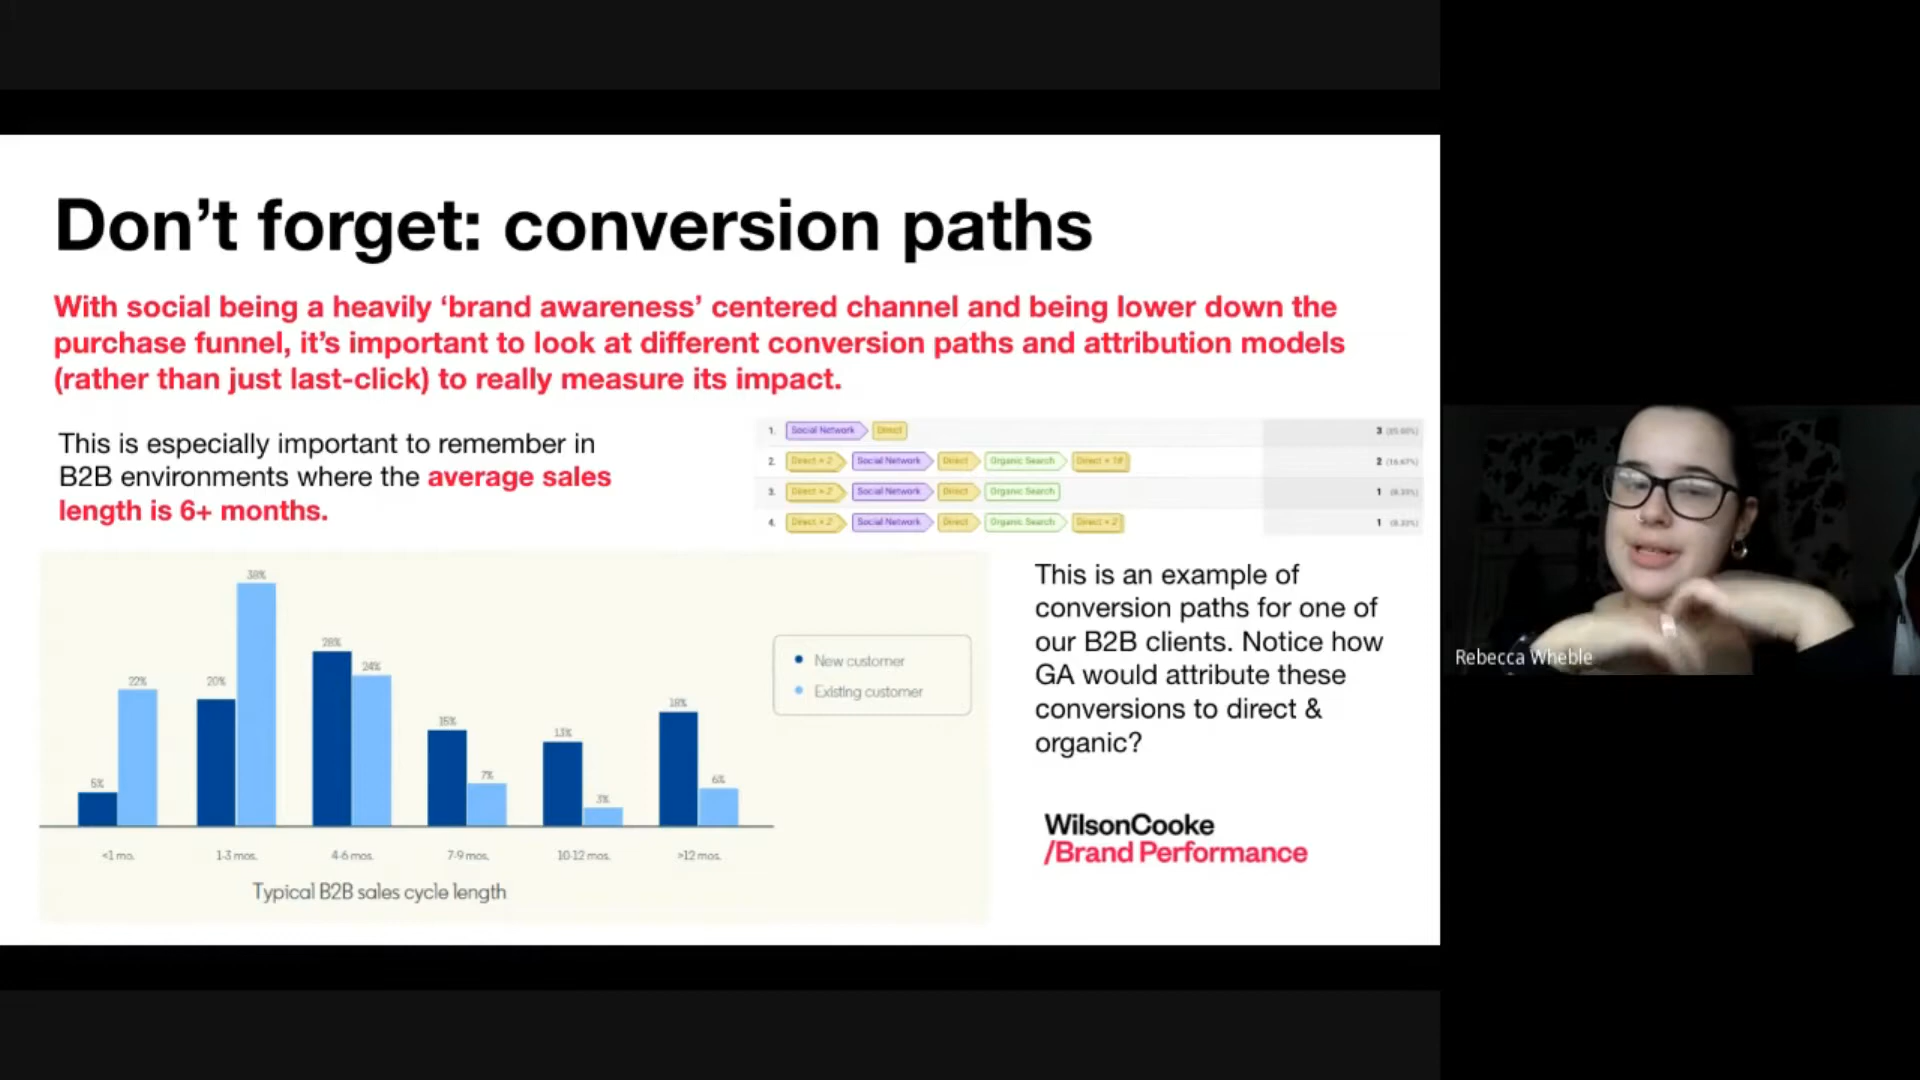 Don’t forget: conversion paths
With social being a heavily ‘brand awareness’ centered channel and being lower down the
purchase funnel, it’s important to look at different conversion paths and attribution models
(rather than just last-click) to really measure its impact.
This is especially important to remember in
B2B environments where the average sales
length is 6+ months.
1. Social Network Direct 3
2. Direct × 2 Social Network Direct Organic Search 2
3. Direct × 2 Social Network Direct Organic Search 1
4. Direct × 2 Social Network Direct Organic Search Direct × 2 1
38%
28%
24%
22%
20%
18%
15%
13%
7%
6%
5%
3%
New customer
Existing customer
<1 mo. 1-3 mos. 4-6 mos. 7-9 mos. 10-12 mos. >12 mos.
Typical B2B sales cycle length
This is an example of
conversion paths for one of
our B2B clients. Notice how
GA would attribute these
conversions to direct &
organic?
WilsonCooke
/Brand Performance
Rebecca Wheble